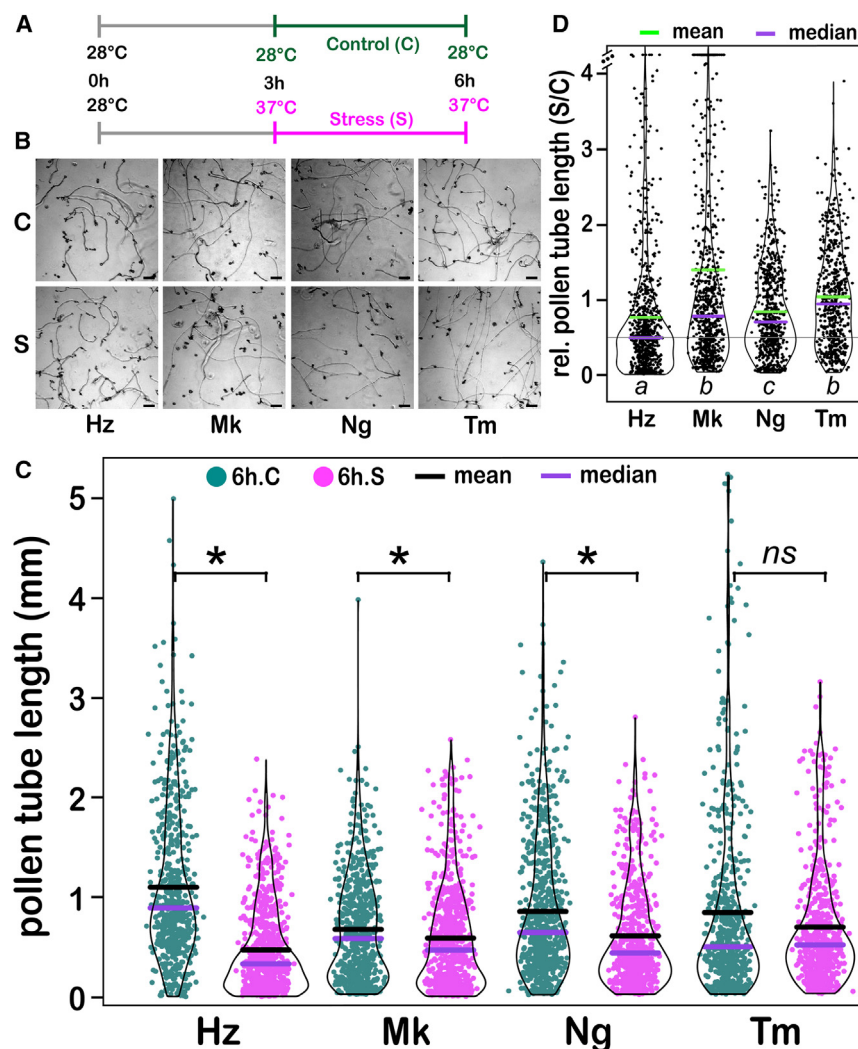 A
28°C
28°C
Control (C)
28°C
0h
3h
6h
28°C
37°C
Stress (S)
37°C
B
C
S
Hz
Mk
Ng
Tm
D
mean
median
rel. pollen tube length (S/C)
4
3
2
1
0
a
b
c
b
Hz
Mk
Ng
Tm
C
6h.C
6h.S
mean
median
pollen tube length (mm)
5
4
3
2
1
0
*
*
*
ns
Hz
Mk
Ng
Tm